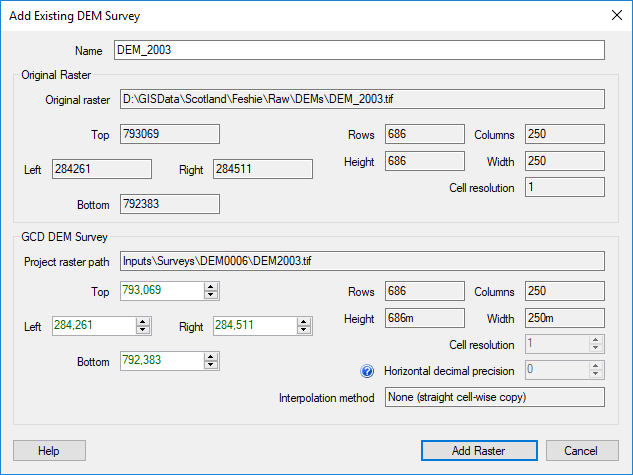 Add Existing DEM Survey
Name DEM_2003
Original Raster
Original raster D:\GISData\Scotland\Feshie\Raw\DEMs\DEM_2003.tif
Top 793069 Rows 686 Columns 250
Left 284261 Right 284511 Height 686 Width 250
Cell resolution 1
Bottom 792383
GCD DEM Survey
Project raster path Inputs\Surveys\DEM0006\DEM2003.tif
Top 793,069 Rows 686 Columns 250
Left 284,261 Right 284,511 Height 686m Width 250m
Cell resolution 1
Bottom 792,383 ? Horizontal decimal precision 0
Interpolation method None (straight cell-wise copy)
Help Add Raster Cancel